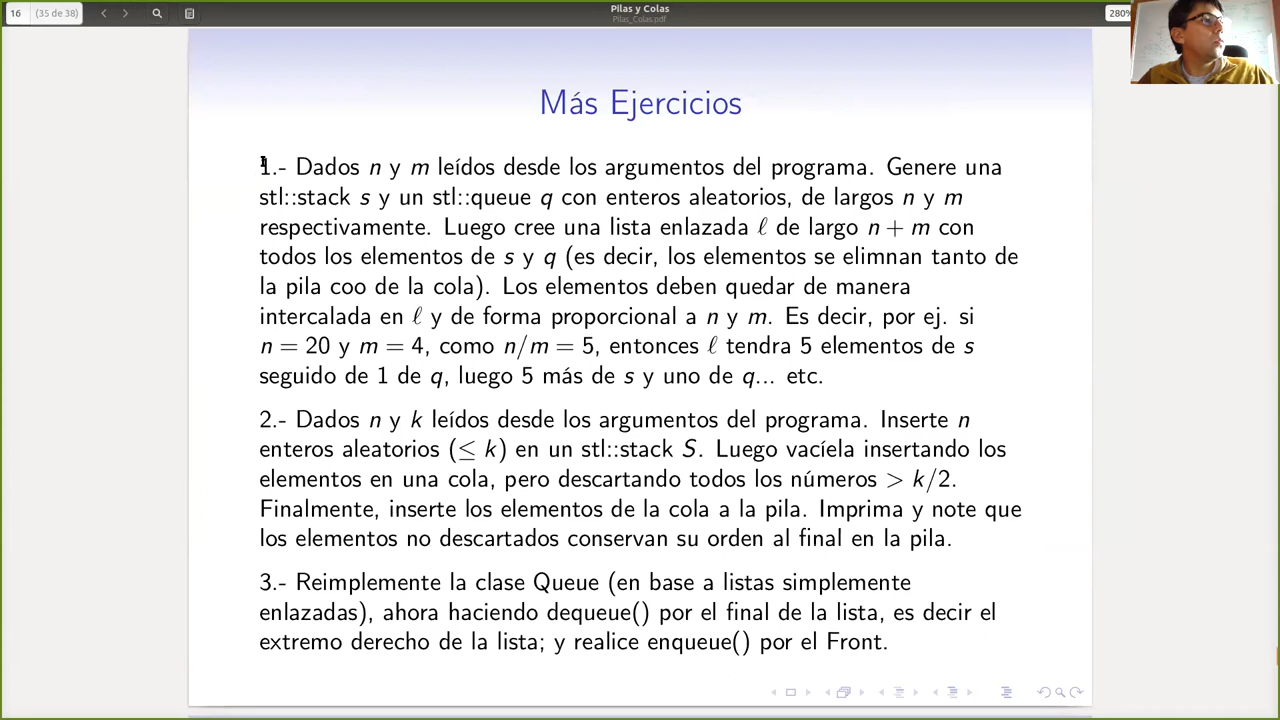 16 (35 de 38)
Pilas y Colas
Pilas_Colas.pdf
280%
Más Ejercicios
1.- Dados n y m leídos desde los argumentos del programa. Genere una
stl::stack s y un stl::queue q con enteros aleatorios, de largos n y m
respectivamente. Luego cree una lista enlazada ℓ de largo n + m con
todos los elementos de s y q (es decir, los elementos se elimnan tanto de
la pila coo de la cola). Los elementos deben quedar de manera
intercalada en ℓ y de forma proporcional a n y m. Es decir, por ej. si
n = 20 y m = 4, como n/m = 5, entonces ℓ tendra 5 elementos de s
seguido de 1 de q, luego 5 más de s y uno de q... etc.
2.- Dados n y k leídos desde los argumentos del programa. Inserte n
enteros aleatorios (≤ k) en un stl::stack S. Luego vacíela insertando los
elementos en una cola, pero descartando todos los números > k/2.
Finalmente, inserte los elementos de la cola a la pila. Imprima y note que
los elementos no descartados conservan su orden al final en la pila.
3.- Reimplemente la clase Queue (en base a listas simplemente
enlazadas), ahora haciendo dequeue() por el final de la lista, es decir el
extremo derecho de la lista; y realice enqueue() por el Front.